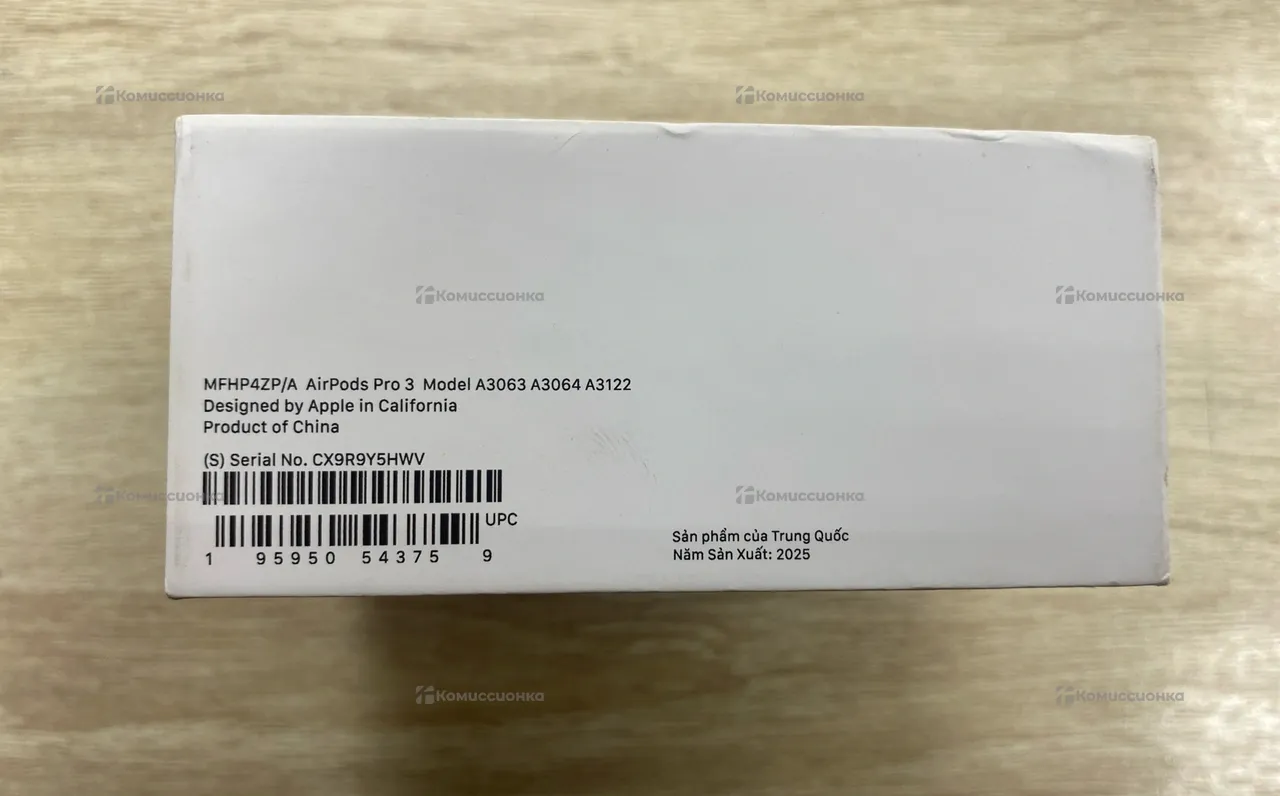 Комиссионка Комиссионка
Комиссионка Комиссионка
MFHP4ZP/A AirPods Pro 3 Model A3063 A3064 A3122
Designed by Apple in California
Product of China
(S) Serial No. CX9R9Y5HWV
Комиссионка Комиссионка
UPC
1 95950 54375 9
Sản phẩm của Trung Quốc
Năm Sản Xuất: 2025
Комиссионка Комиссионка